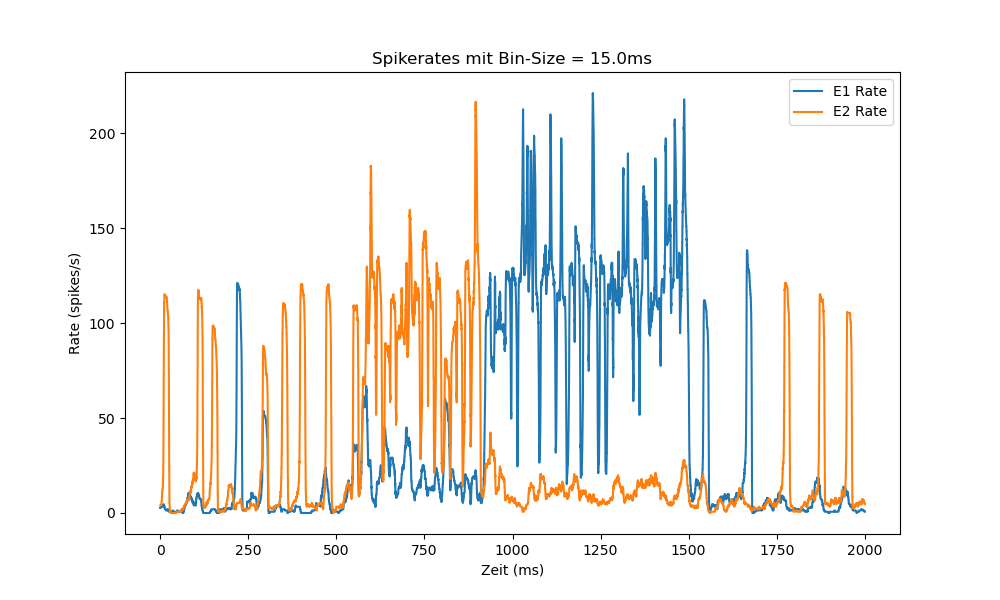 Spikerates mit Bin-Size = 15.0ms
E1 Rate
E2 Rate
Rate (spikes/s)
200
150
100
50
0
0 250 500 750 1000 1250 1500 1750 2000
Zeit (ms)